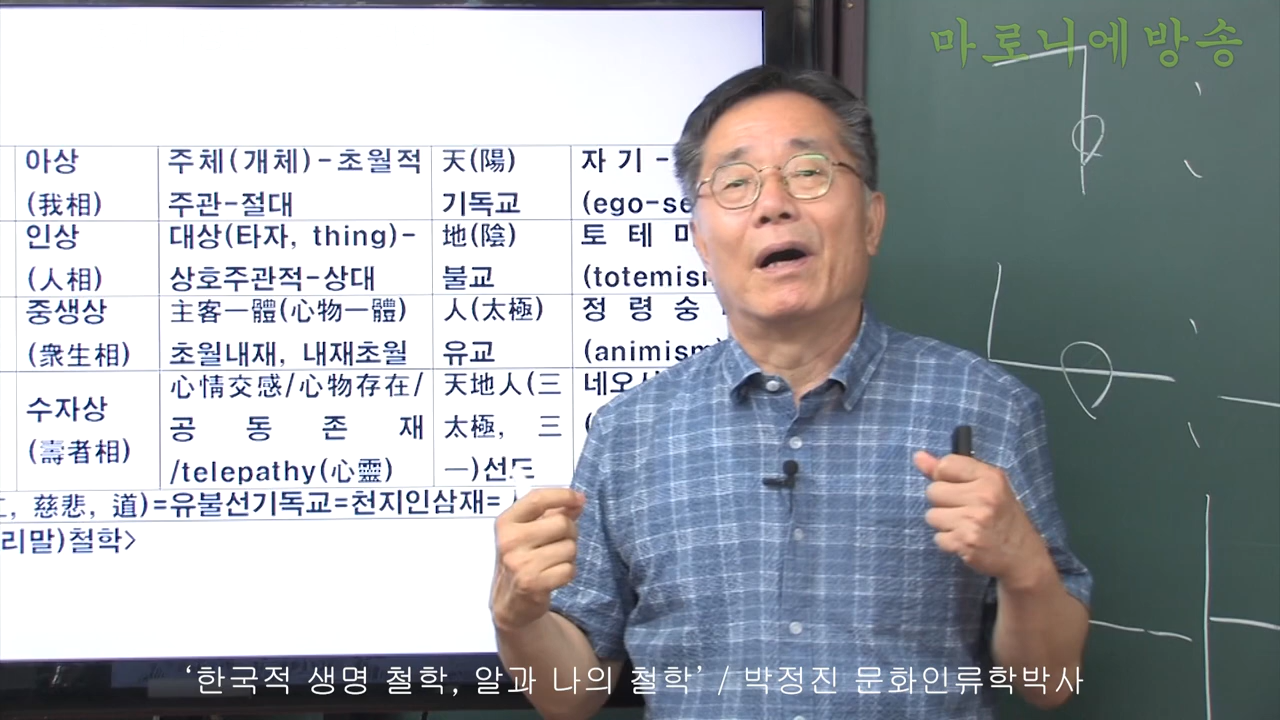 마로니에방송
아상
(我相)
주체(개체)-초월적
주관-절대
天(陽)
기독교
자기-
(ego-se
인상
(人相)
대상(타자, thing)-
상호주관적-상대
地(陰)
불교
토테미
(totemism
중생상
(衆生相)
主客一體(心物一體)
초월내재, 내재초월
人(太極)
유교
정령숭
(animism)
수자상
(壽者相)
心情交感/心物存在/
공동존재
/telepathy(心靈)
天地人(三
太極, 三
一)선도
네오샤
(
, 慈悲, 道)=유불선기독교=천지인삼재=
리말)철학>
‘한국적 생명 철학, 알과 나의 철학’ / 박정진 문화인류학박사